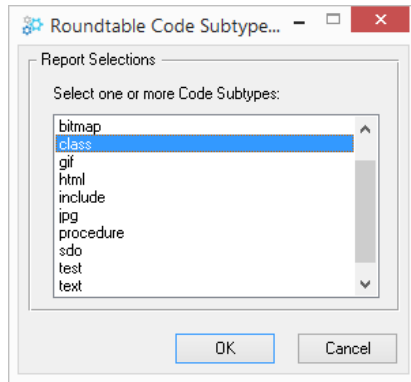 Roundtable Code Subtype...
Report Selections
Select one or more Code Subtypes:
bitmap
class
gif
html
include
jpg
procedure
sdo
test
text
OK Cancel